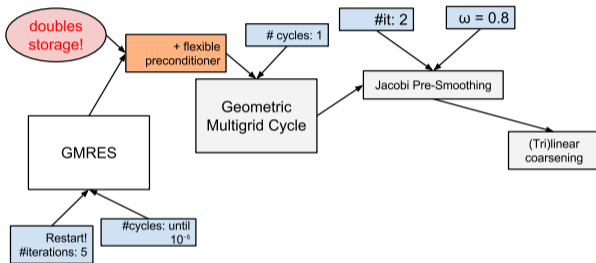 doubles
storage!
+ flexible
preconditioner
# cycles: 1
#it: 2
ω = 0.8
Geometric
Multigrid Cycle
Jacobi Pre-Smoothing
(Tri)linear
coarsening
GMRES
Restart!
#iterations: 5
#cycles: until
10⁻⁵